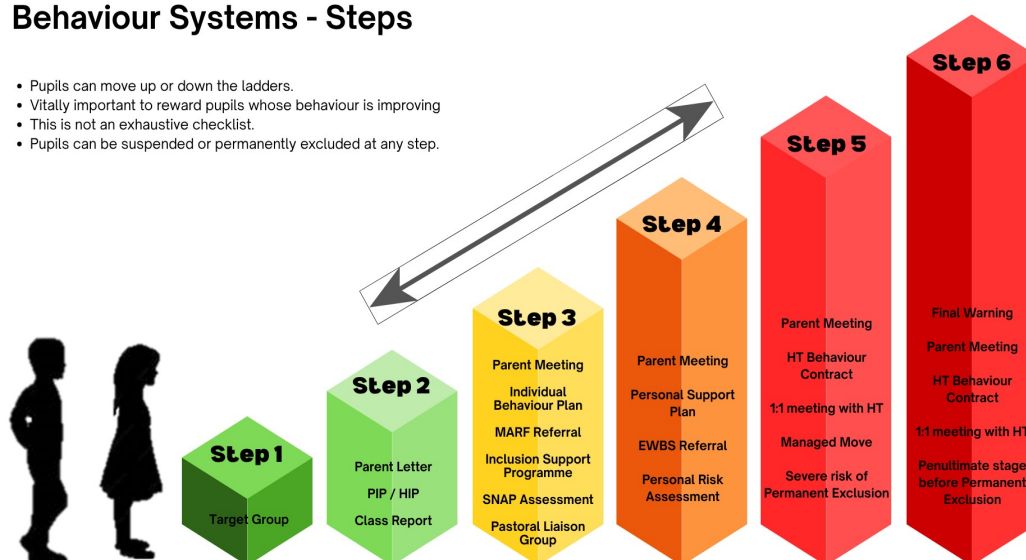 Behaviour Systems - Steps
Pupils can move up or down the ladders.
Vitally important to reward pupils whose behaviour is improving
This is not an exhaustive checklist.
Pupils can be suspended or permanently excluded at any step.
Step 1
Target Group
Step 2
Parent Letter
PIP / HIP
Class Report
Step 3
Parent Meeting
Individual
Behaviour Plan
MARF Referral
Inclusion Support
Programme
SNAP Assessment
Pastoral Liaison
Group
Step 4
Parent Meeting
Personal Support
Plan
EWBS Referral
Personal Risk
Assessment
Step 5
Parent Meeting
HT Behaviour
Contract
1:1 meeting with HT
Managed Move
Severe risk of
Permanent Exclusion
Step 6
Final Warning
Parent Meeting
HT Behaviour
Contract
1:1 meeting with HT
Penultimate stage
before Permanent
Exclusion